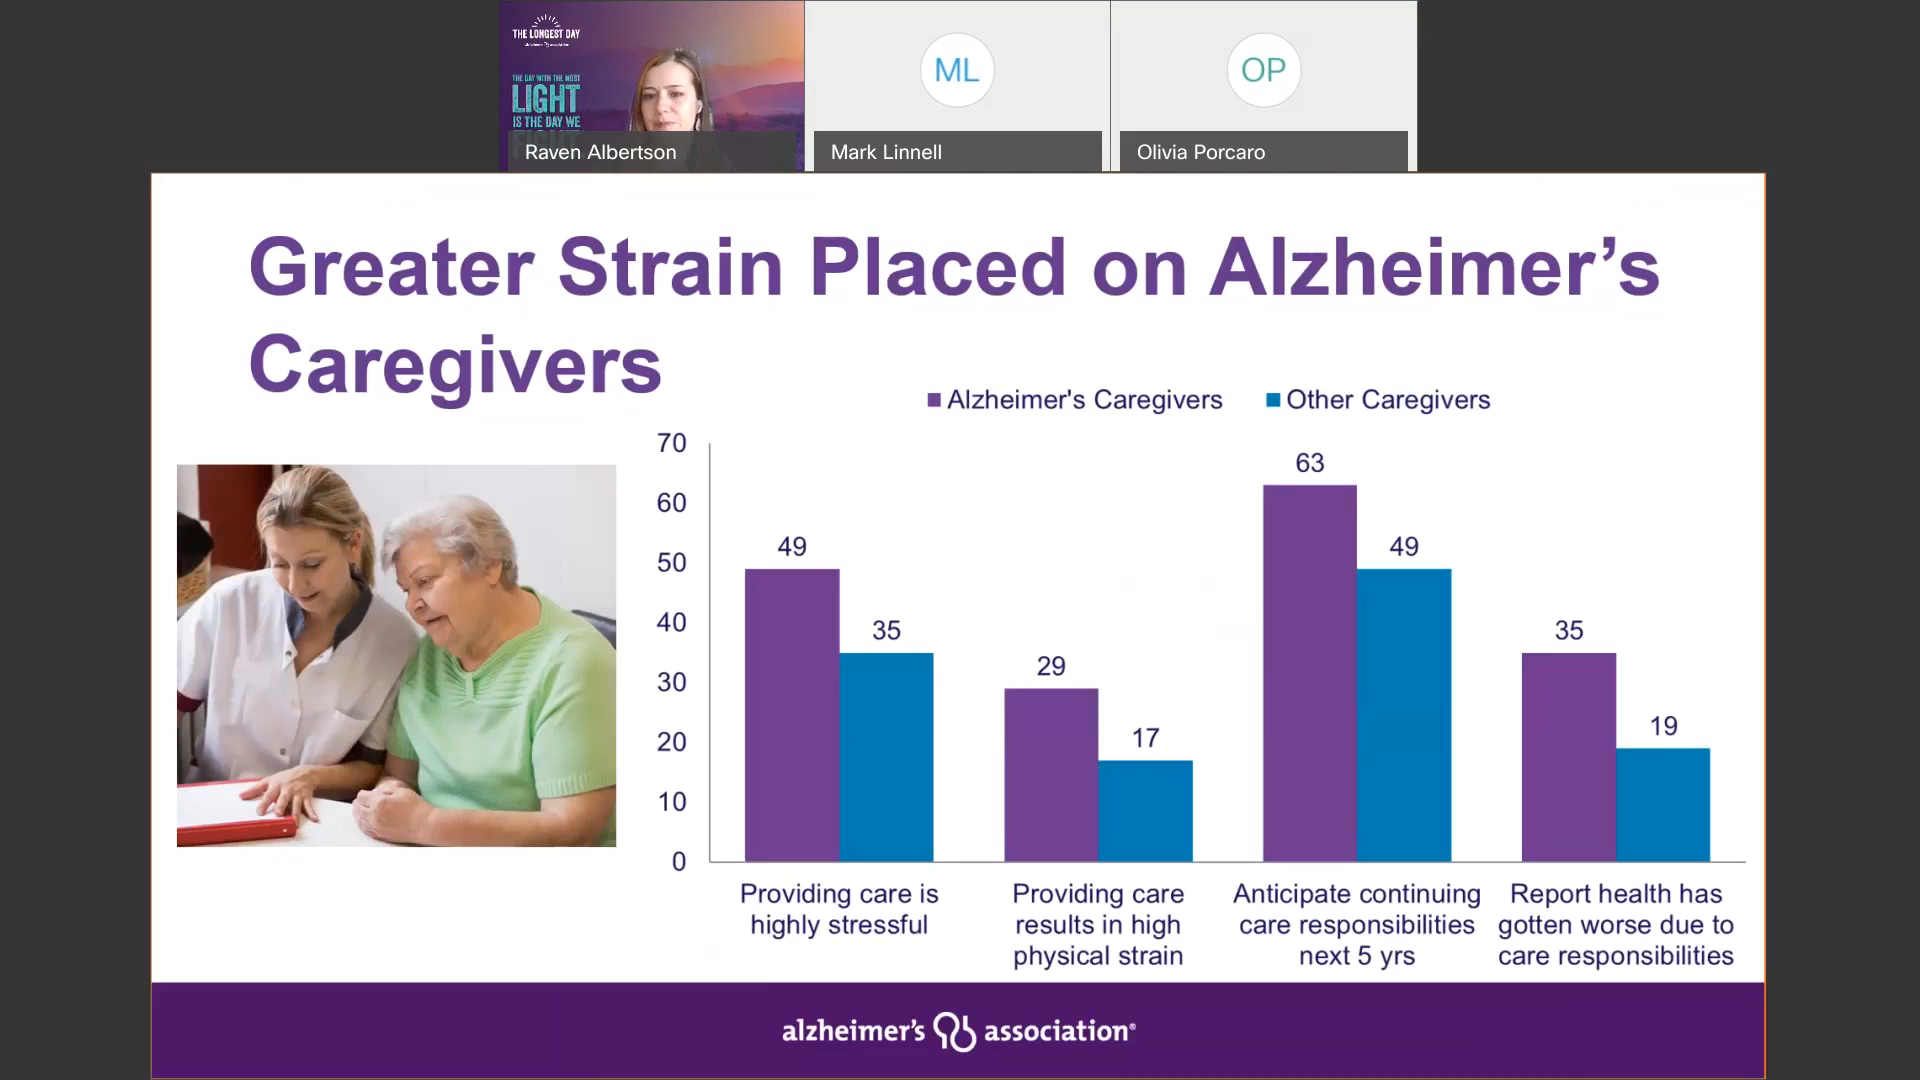 THE LONGEST DAY
alzheimer's association
THE DAY WITH THE MOST
LIGHT
IS THE DAY WE
FIGHT
Raven Albertson
ML
Mark Linnell
OP
Olivia Porcaro
Greater Strain Placed on Alzheimer’s
Caregivers
Alzheimer's Caregivers
Other Caregivers
70
60
50
40
30
20
10
0
49
35
29
17
63
49
35
19
Providing care is
highly stressful
Providing care
results in high
physical strain
Anticipate continuing
care responsibilities
next 5 yrs
Report health has
gotten worse due to
care responsibilities
alzheimer's association®